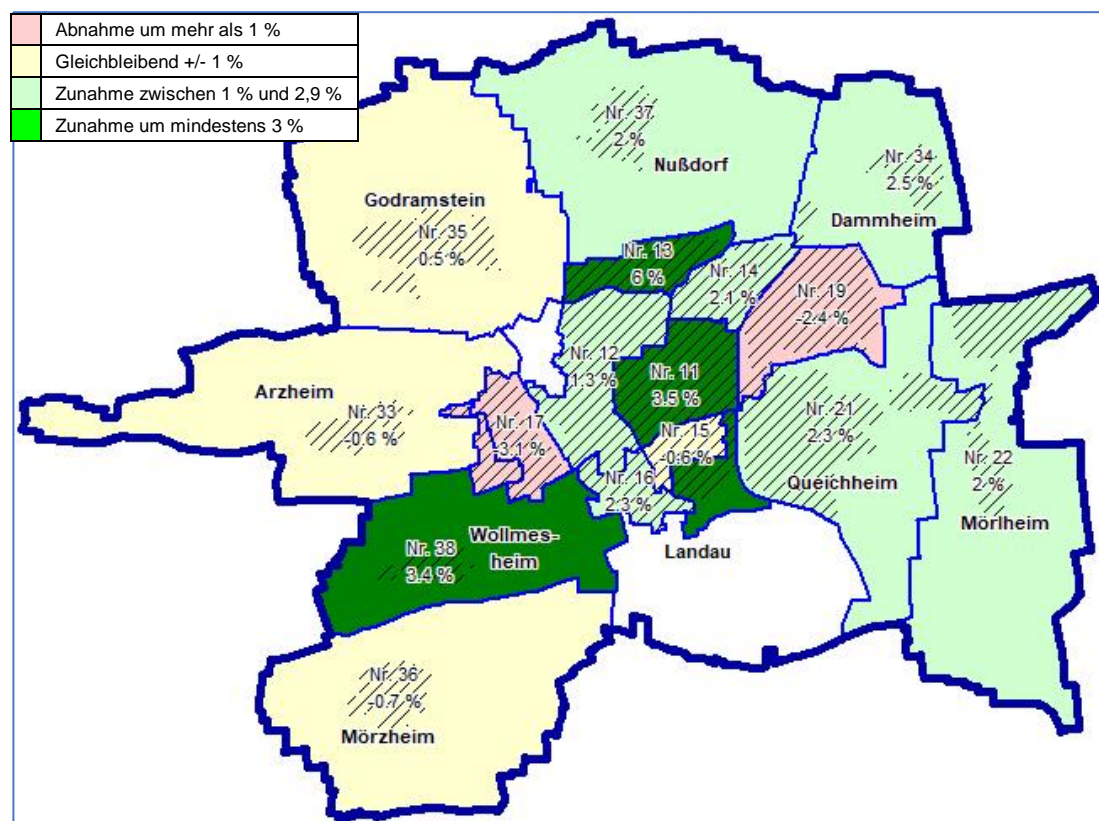 Abnahme um mehr als 1 %
Gleichbleibend +/- 1 %
Zunahme zwischen 1 % und 2,9 %
Zunahme um mindestens 3 %
Nr. 37
2 %
Nußdorf
Nr. 34
2.5 %
Dammheim
Godramstein
Nr. 35
0.5 %
Nr. 13
6 %
Nr. 14
2.1 %
Nr. 19
-2.4 %
Nr. 12
1.3 %
Nr. 11
3.5 %
Arzheim
Nr. 33
-0.6 %
Nr. 17
-3.1 %
Nr. 15
-0.6 %
Nr. 21
2.3 %
Queichheim
Nr. 22
2 %
Mörlheim
Nr. 16
2.3 %
Landau
Wollmes-
heim
Nr. 38
3.4 %
Nr. 36
-0.7 %
Mörzheim